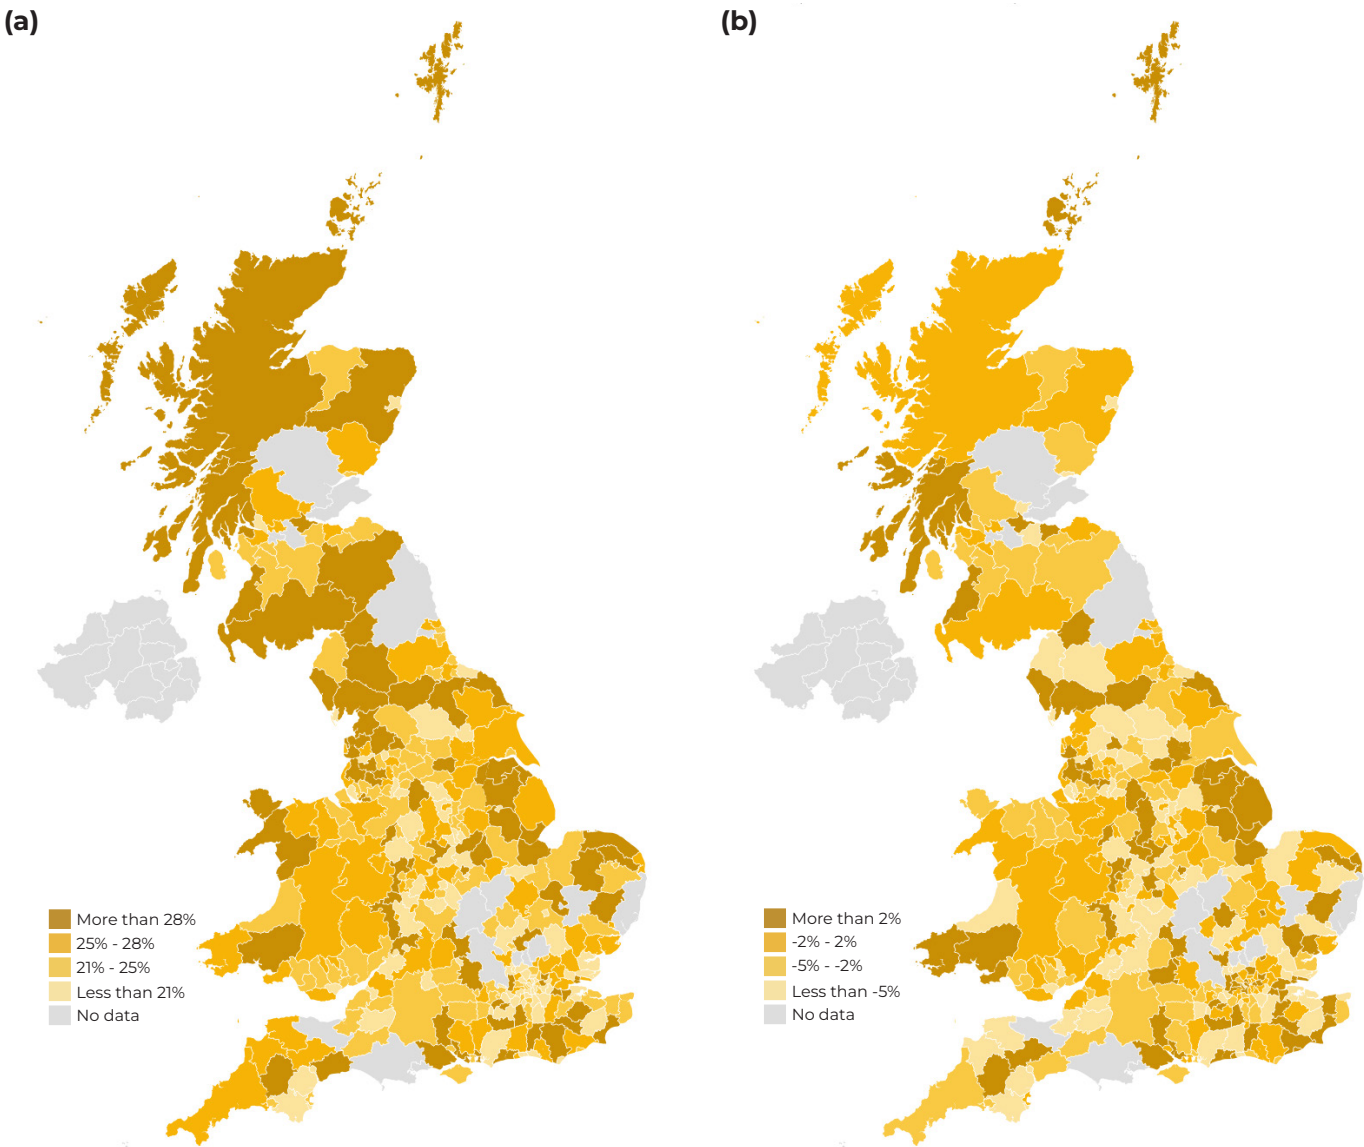 (a)
(b)
More than 28%
25% - 28%
21% - 25%
Less than 21%
No data
More than 2%
-2% - 2%
-5% - -2%
Less than -5%
No data